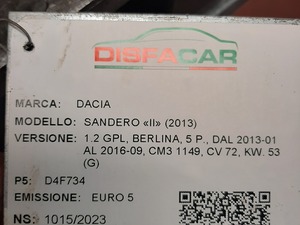 DISFACAR
MARCA: DACIA
MODELLO: SANDERO «II» (2013)
VERSIONE: 1.2 GPL, BERLINA, 5 P., DAL 2013-01
AL 2016-09, CM3 1149, CV 72, KW. 53
(G)
P5: D4F734
EMISSIONE: EURO 5
NS: 1015/2023